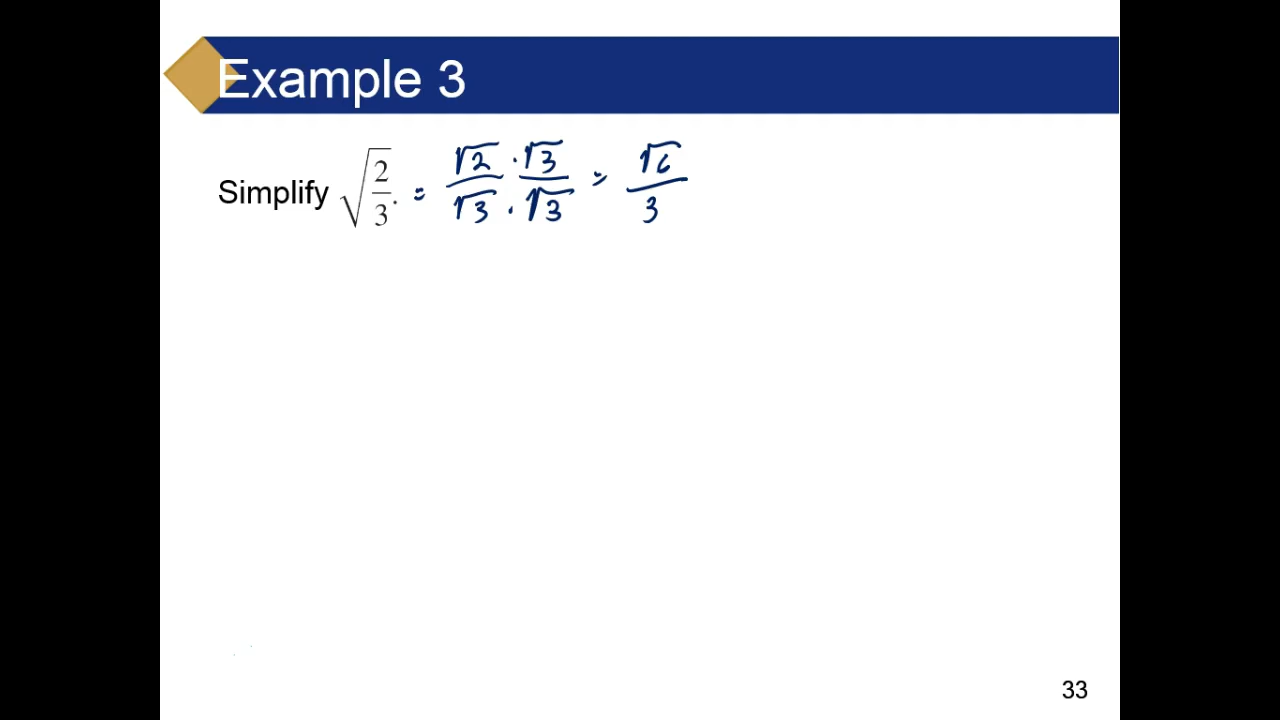 Example 3
Simplify √(2/3). = (√2 · √3)/(√3 · √3) = √6/3
33